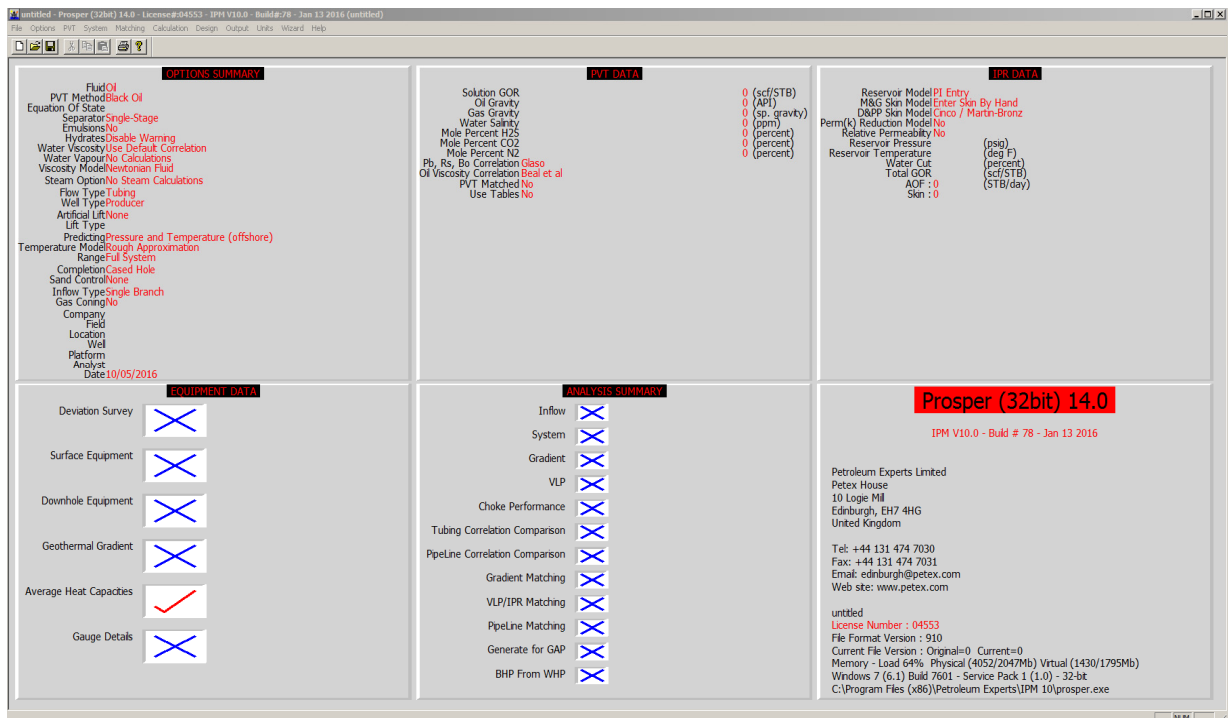 untitled - Prosper (32bit) 14.0 - License#:04553 - IPM V10.0 - Build#:78 - Jan 13 2016 (untitled)
File Options PVT System Matching Calculation Design Output Units Wizard Help
OPTIONS SUMMARY
Fluid Oil
PVT Method Black Oil
Equation Of State
Separator Single-Stage
Emulsions No
Hydrates Disable Warning
Water Viscosity Use Default Correlation
Water Vapour No Calculations
Viscosity Model Newtonian Fluid
Steam Option No Steam Calculations
Flow Type Tubing
Well Type Producer
Artificial Lift None
Lift Type
Predicting Pressure and Temperature (offshore)
Temperature Model Rough Approximation
Range Full System
Completion Cased Hole
Sand Control None
Inflow Type Single Branch
Gas Coning No
Company
Field
Location
Well
Platform
Analyst
Date 10/05/2016
PVT DATA
Solution GOR 0 (scf/STB)
Oil Gravity 0 (API)
Gas Gravity 0 (sp. gravity)
Water Salinity 0 (ppm)
Mole Percent H2S 0 (percent)
Mole Percent CO2 0 (percent)
Mole Percent N2 0 (percent)
Pb, Rs, Bo Correlation Glaso
Oil Viscosity Correlation Beal et al
PVT Matched No
Use Tables No
IPR DATA
Reservoir Model PI Entry
M&G Skin Model Enter Skin By Hand
D&PP Skin Model Cinco / Martin-Bronz
Perm(k) Reduction Model No
Relative Permeability No
Reservoir Pressure (psig)
Reservoir Temperature (deg F)
Water Cut (percent)
Total GOR (scf/STB)
AOF : 0 (STB/day)
Skin : 0
EQUIPMENT DATA
Deviation Survey
Surface Equipment
Downhole Equipment
Geothermal Gradient
Average Heat Capacities
Gauge Details
ANALYSIS SUMMARY
Inflow
System
Gradient
VLP
Choke Performance
Tubing Correlation Comparison
PipeLine Correlation Comparison
Gradient Matching
VLP/IPR Matching
PipeLine Matching
Generate for GAP
BHP From WHP
Prosper (32bit) 14.0
IPM V10.0 - Build # 78 - Jan 13 2016
Petroleum Experts Limited
Petex House
10 Logie Mill
Edinburgh, EH7 4HG
United Kingdom
Tel: +44 131 474 7030
Fax: +44 131 474 7031
Email: edinburgh@petex.com
Web site: www.petex.com
untitled
License Number : 04553
File Format Version : 910
Current File Version : Original=0 Current=0
Memory - Load 64% Physical (4052/2047Mb) Virtual (1430/1795Mb)
Windows 7 (6.1) Build 7601 - Service Pack 1 (1.0) - 32-bit
C:\Program Files (x86)\Petroleum Experts\IPM 10\prosper.exe
NUM